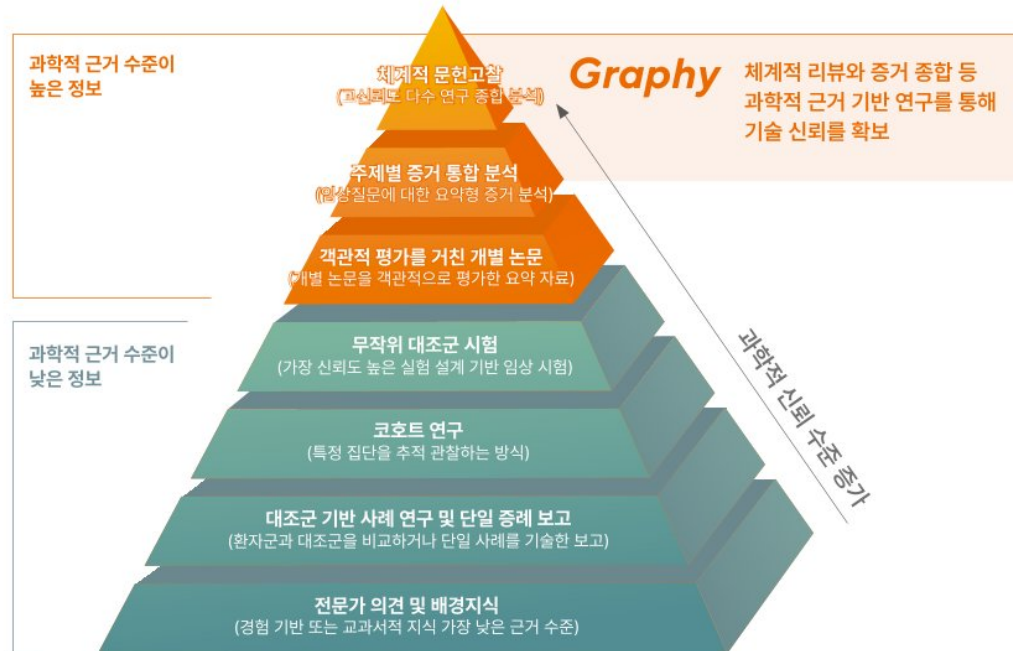 과학적 근거 수준이
높은 정보
체계적 문헌고찰
(고신뢰도 다수 연구 종합 분석)
Graphy
체계적 리뷰와 증거 종합 등
과학적 근거 기반 연구를 통해
기술 신뢰를 확보
주제별 증거 통합 분석
(임상질문에 대한 요약형 증거 분석)
객관적 평가를 거친 개별 논문
(개별 논문을 객관적으로 평가한 요약 자료)
과학적 근거 수준이
낮은 정보
무작위 대조군 시험
(가장 신뢰도 높은 실험 설계 기반 임상 시험)
과학적 신뢰 수준 증가
코호트 연구
(특정 집단을 추적 관찰하는 방식)
대조군 기반 사례 연구 및 단일 증례 보고
(환자군과 대조군을 비교하거나 단일 사례를 기술한 보고)
전문가 의견 및 배경지식
(경험 기반 또는 교과서적 지식 가장 낮은 근거 수준)